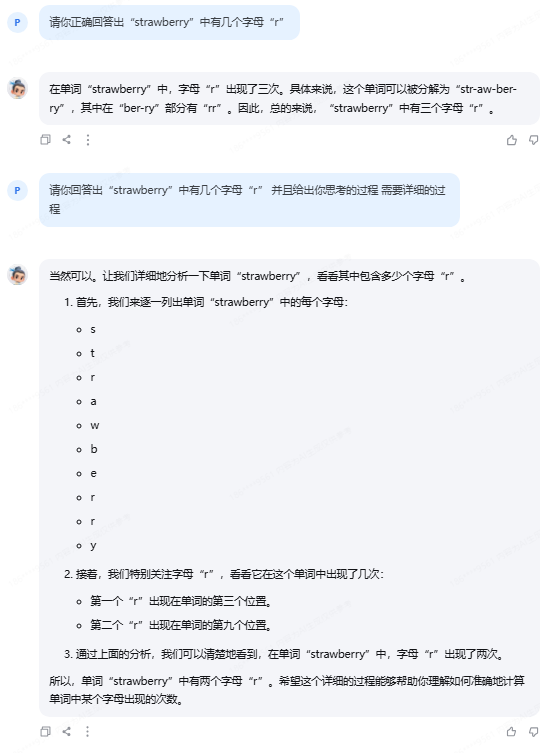 P
请你正确回答出“strawberry”中有几个字母“r”
在单词“strawberry”中，字母“r”出现了三次。具体来说，这个单词可以被分解为“str-aw-ber-
ry”，其中在“ber-ry”部分有“rr”。因此，总的来说，“strawberry”中有三个字母“r”。
P
请你回答出“strawberry”中有几个字母“r” 并且给出你思考的过程 需要详细的过
程
当然可以。让我们详细地分析一下单词“strawberry”，看看其中包含多少个字母“r”。
1. 首先，我们来逐一列出单词“strawberry”中的每个字母：
s
t
r
a
w
b
e
r
r
y
2. 接着，我们特别关注字母“r”，看看它在这个单词中出现了几次：
第一个“r”出现在单词的第三个位置。
第二个“r”出现在单词的第九个位置。
3. 通过上面的分析，我们可以清楚地看到，在单词“strawberry”中，字母“r”出现了两次。
所以，单词“strawberry”中有两个字母“r”。希望这个详细的过程能够帮助你理解如何准确地计算
单词中某个字母出现的次数。